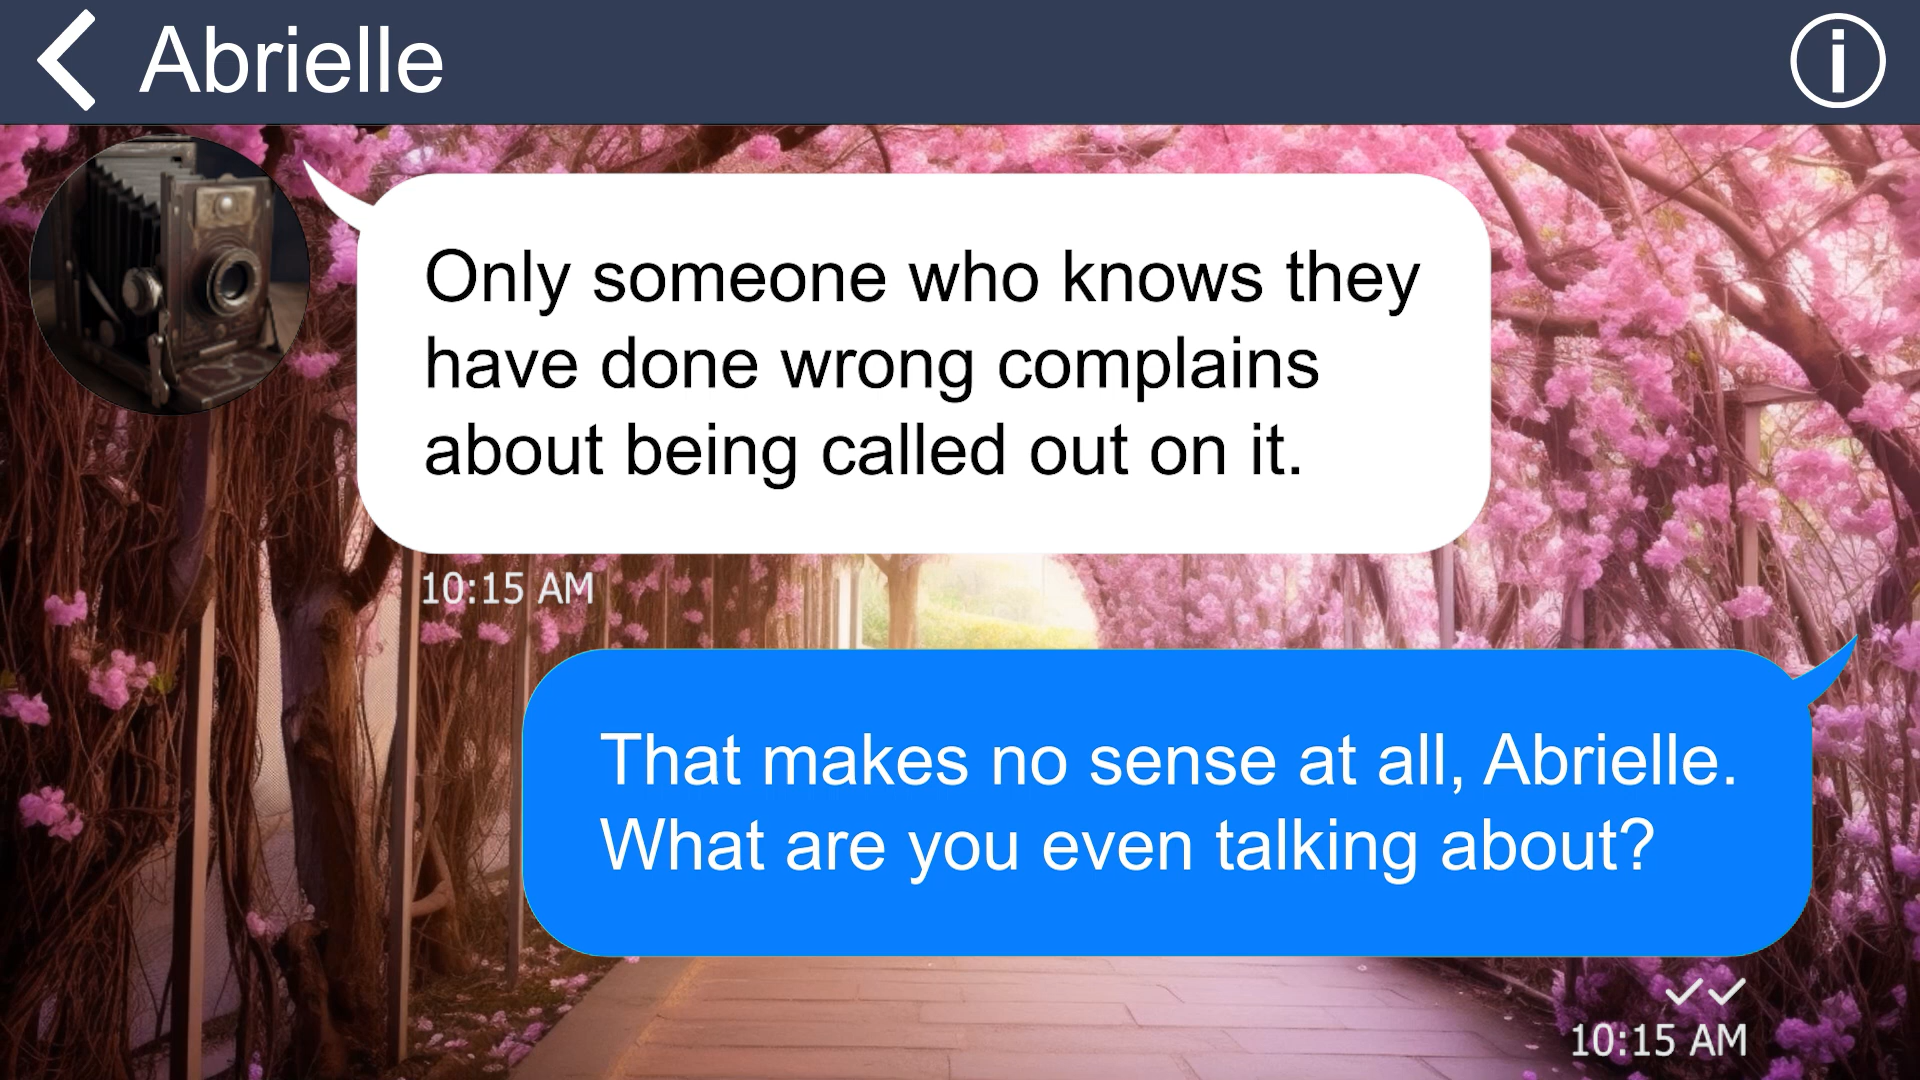 Abrielle
Only someone who knows they
have done wrong complains
about being called out on it.
10:15 AM
That makes no sense at all, Abrielle.
What are you even talking about?
10:15 AM